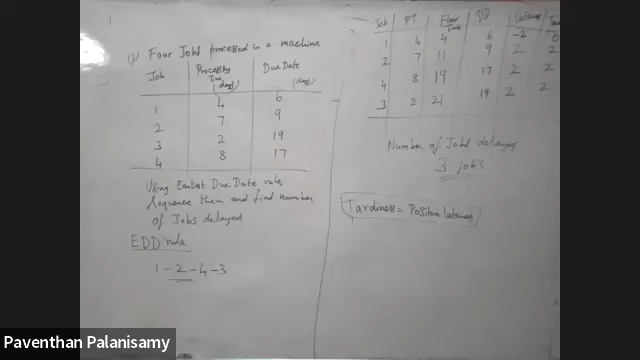 Four Jobs processed in a machine
Job Processing Time (days) Due Date (days)
1 4 6
2 7 9
3 2 19
4 8 17
Using Earliest Due Date rule
Sequence them and find number
of Jobs delayed
EDD rule
1 - 2 - 4 - 3
Job PT Flow Time DD Lateness
1 4 4 6 -2 0
2 7 11 9 2 2
4 8 19 17 2 2
3 2 21 19 2 2
Number of Jobs delayed
3 jobs
Tardiness = Positive lateness
Paventhan Palanisamy